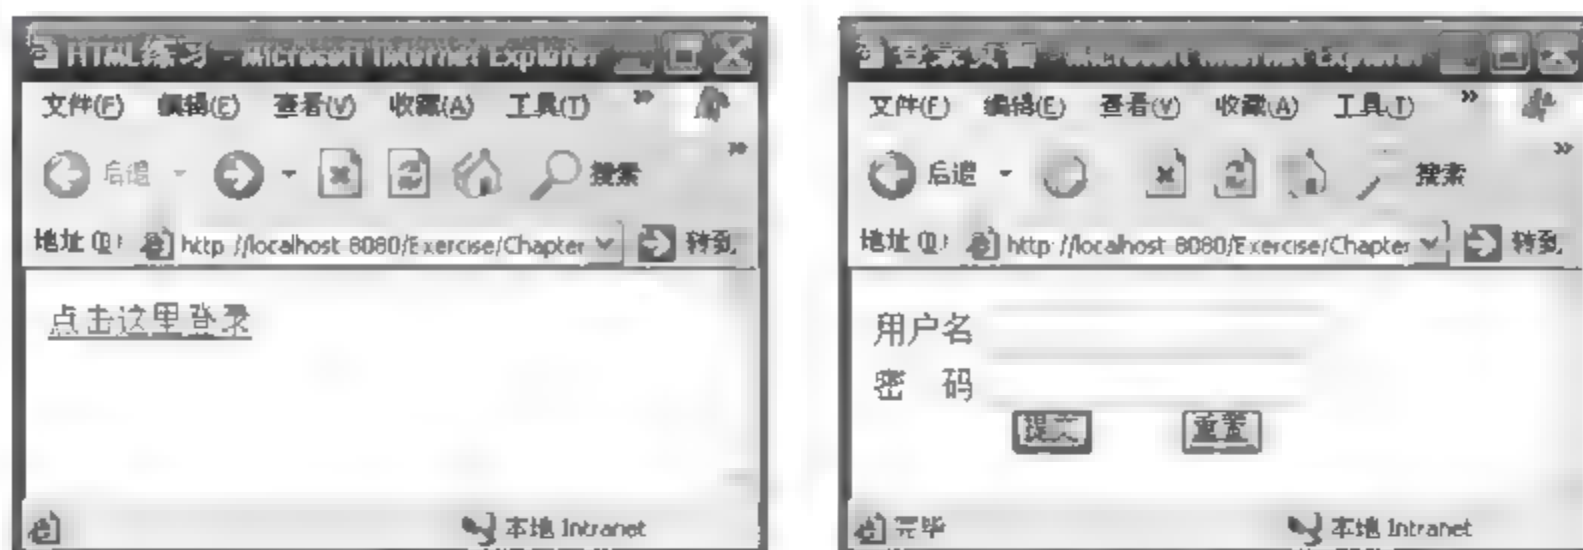 HTML练习 - Microsoft Internet Explorer
文件(F) 编辑(E) 查看(V) 收藏(A) 工具(T) »
后退 搜索 »
地址(D) http://localhost:8080/Exercise/Chapter 转到
点击这里登录
本地 Intranet
登录页面 - Microsoft Internet Explorer
文件(F) 编辑(E) 查看(V) 收藏(A) 工具(T) »
后退 搜索 »
地址(D) http://localhost:8080/Exercise/Chapter 转到
用户名
密 码
提交 重置
完毕 本地 Intranet